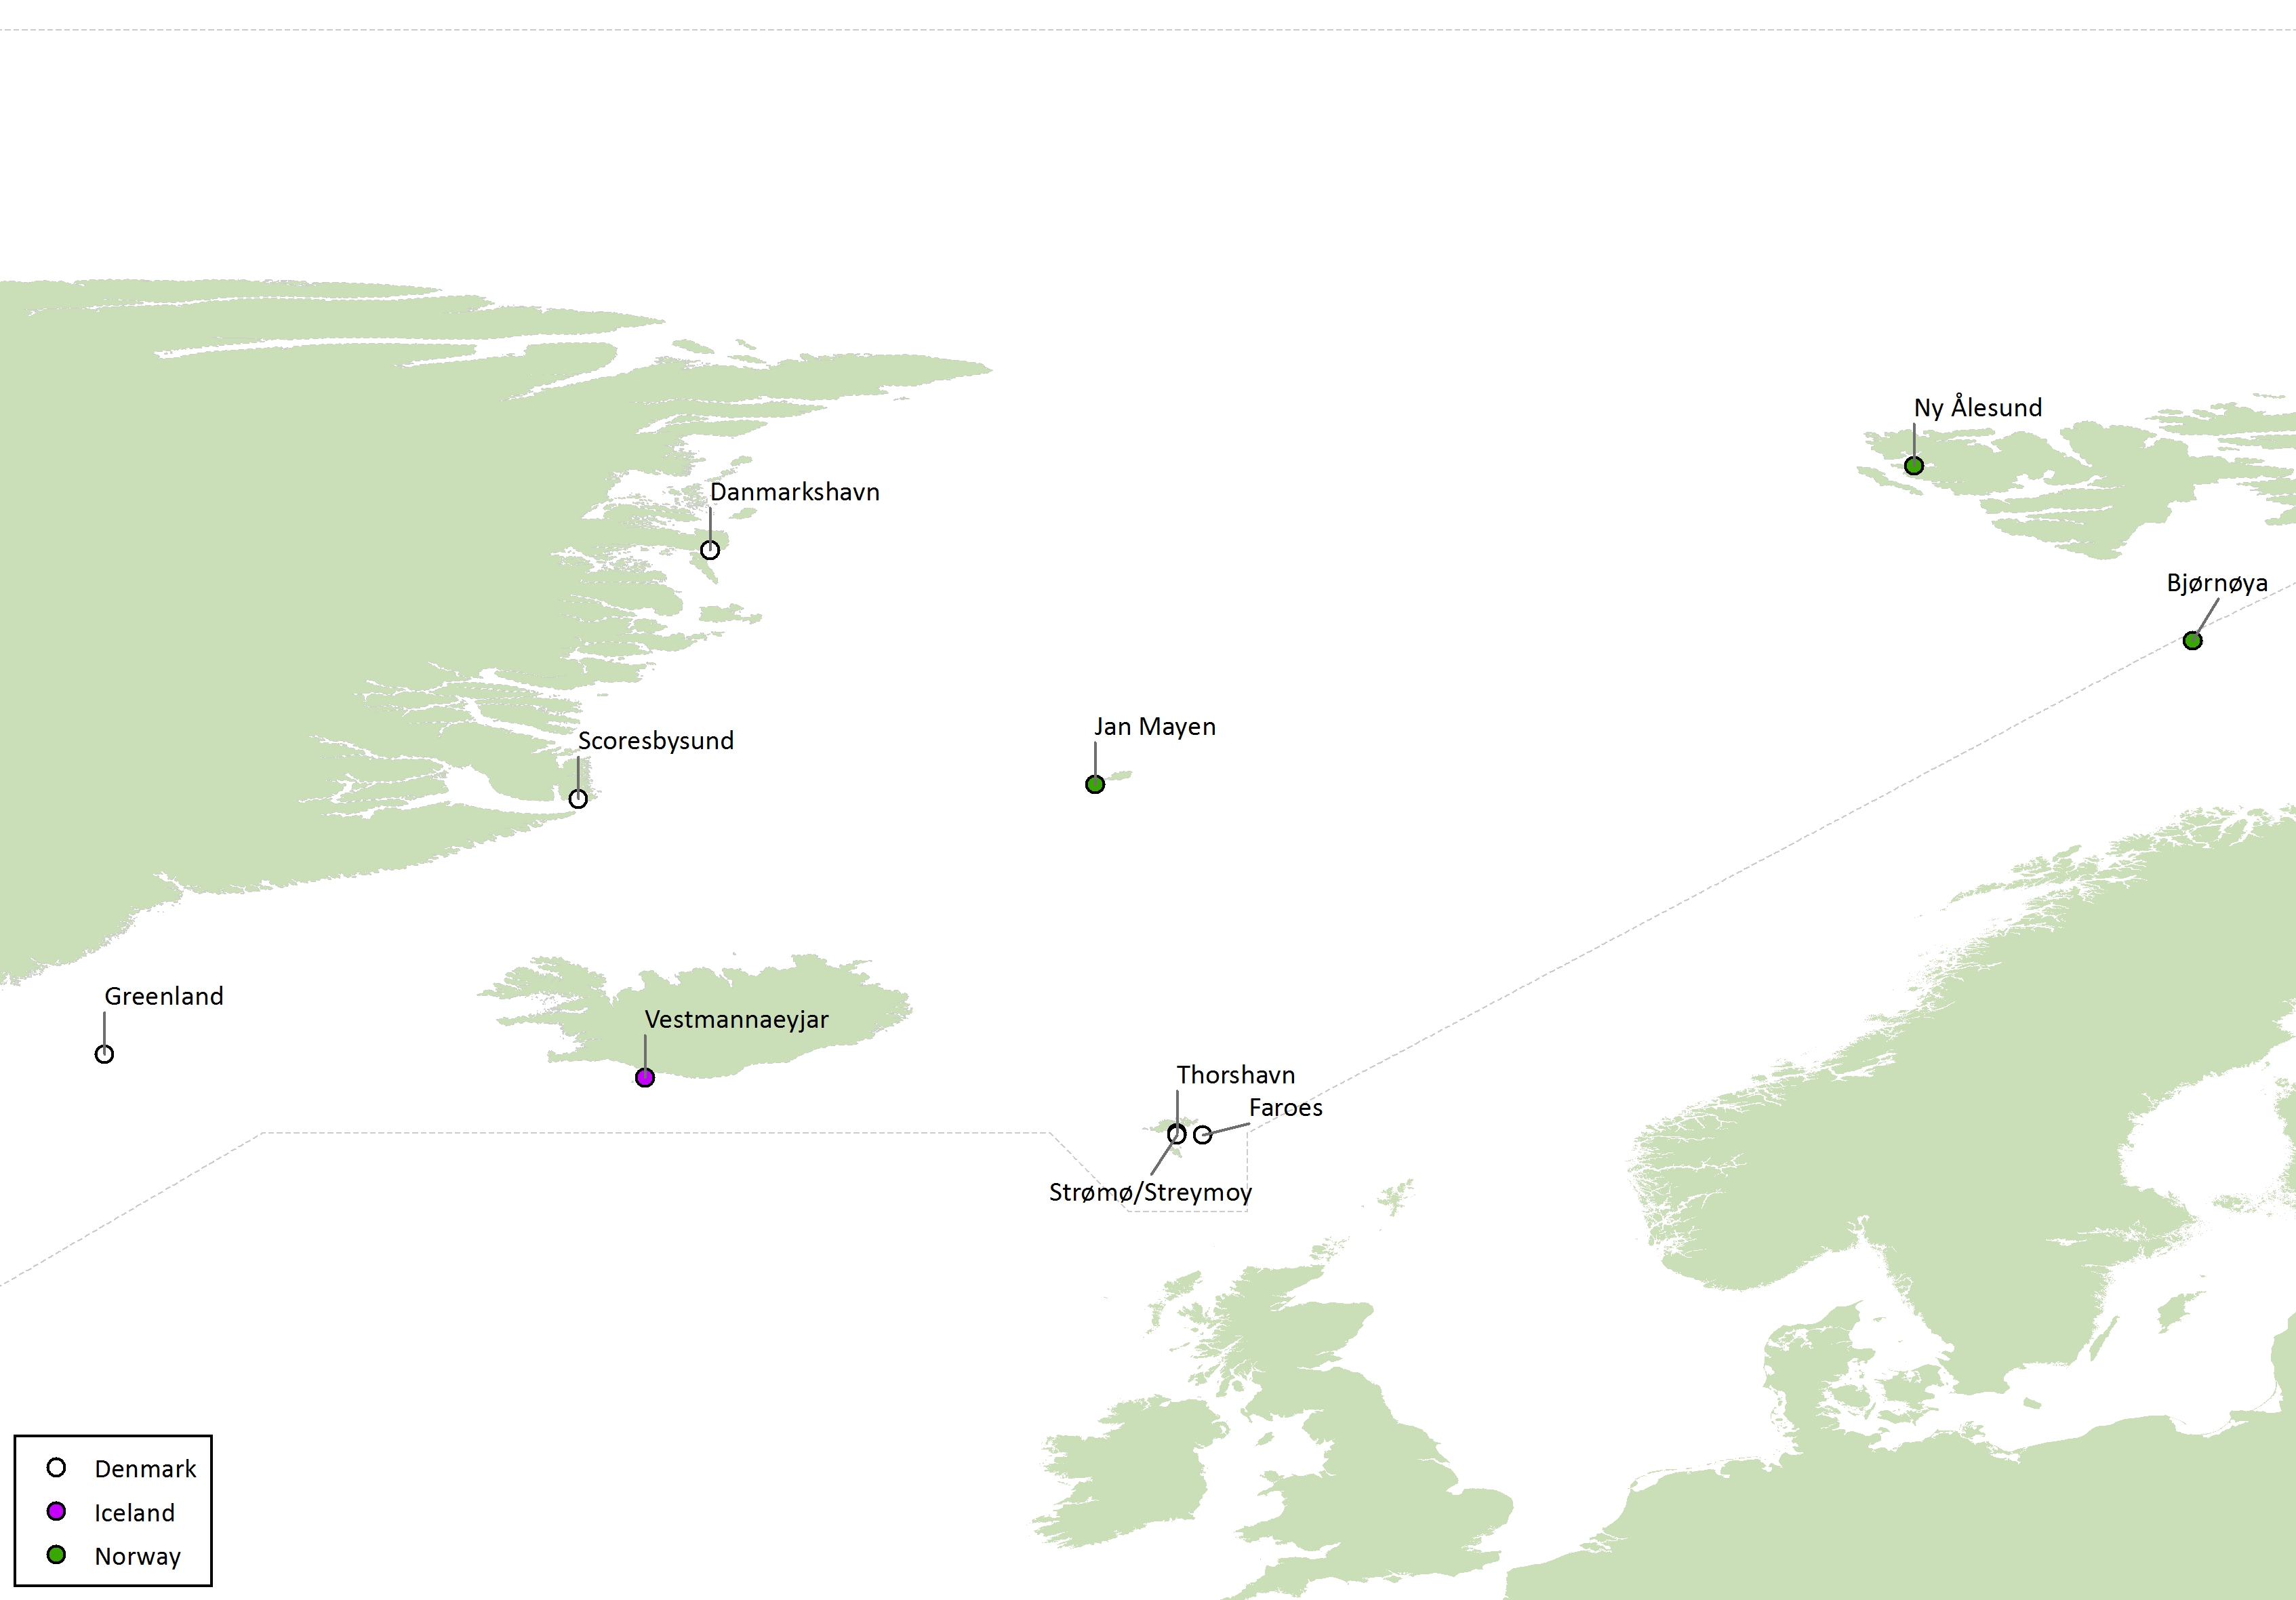 Ny Ålesund
Danmarkshavn
Bjørnøya
Jan Mayen
Scoresbysund
Greenland
Vestmannaeyjar
Thorshavn
Faroes
Strømø/Streymoy
Denmark
Iceland
Norway